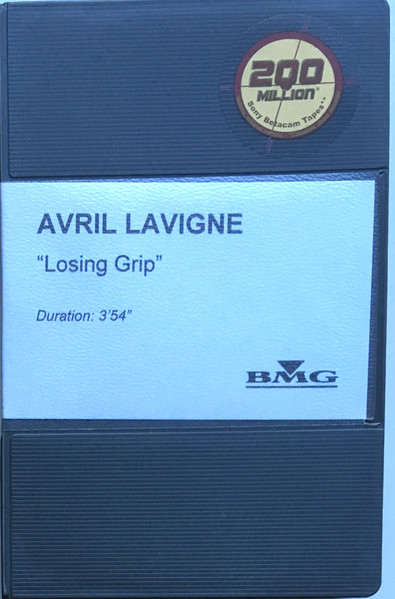 200
MILLION*
Sony Betacam Tapes**
AVRIL LAVIGNE
“Losing Grip”
Duration: 3’54”
BMG